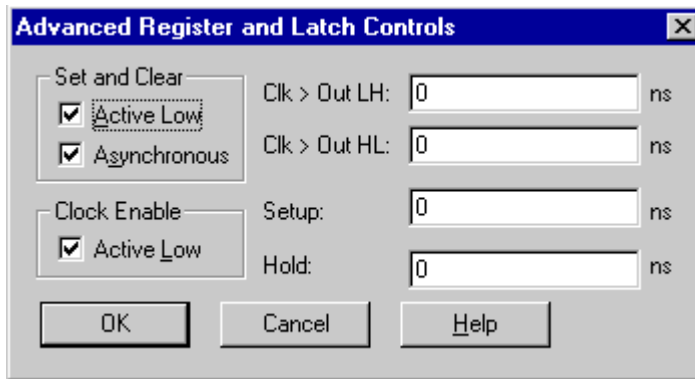 Advanced Register and Latch Controls
Set and Clear
Active Low
Asynchronous
Clk > Out LH: 0 ns
Clk > Out HL: 0 ns
Clock Enable
Active Low
Setup: 0 ns
Hold: 0 ns
OK Cancel Help